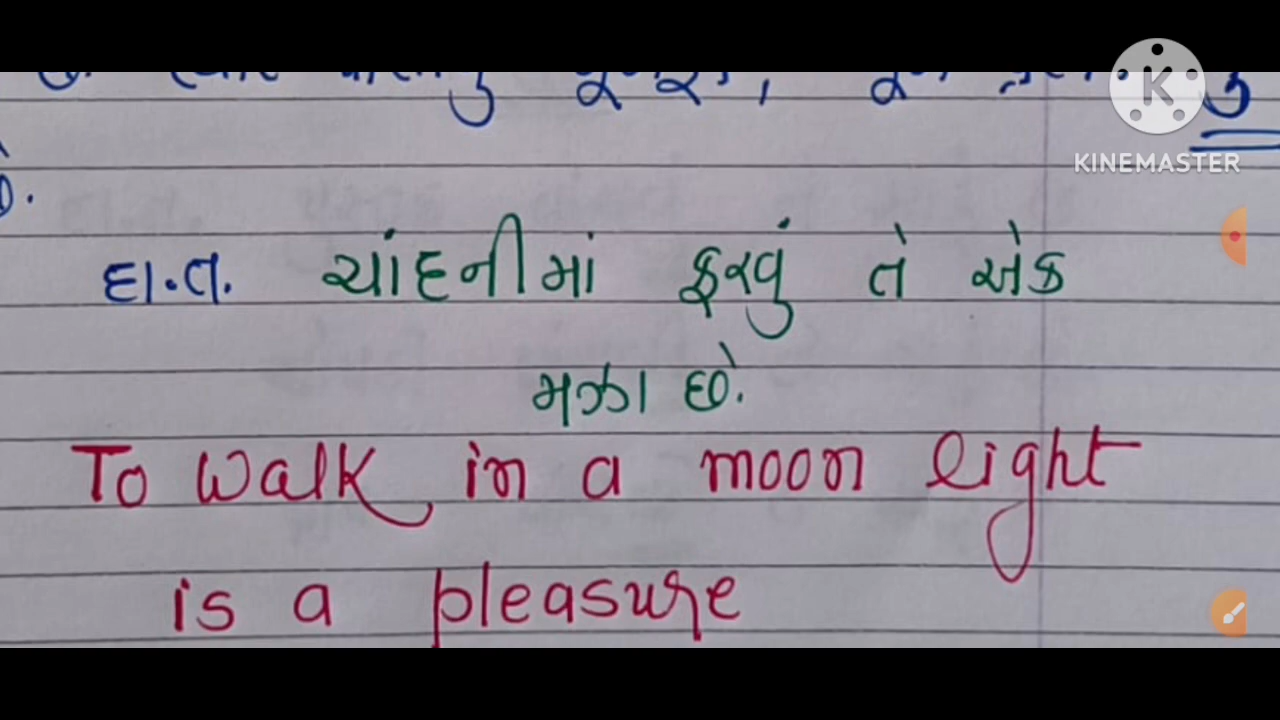 KINEMASTER
છે.
દા.ત. ચાંદનીમાં ફરવું તે એક
મઝા છે.
To walk in a moon light
is a pleasure